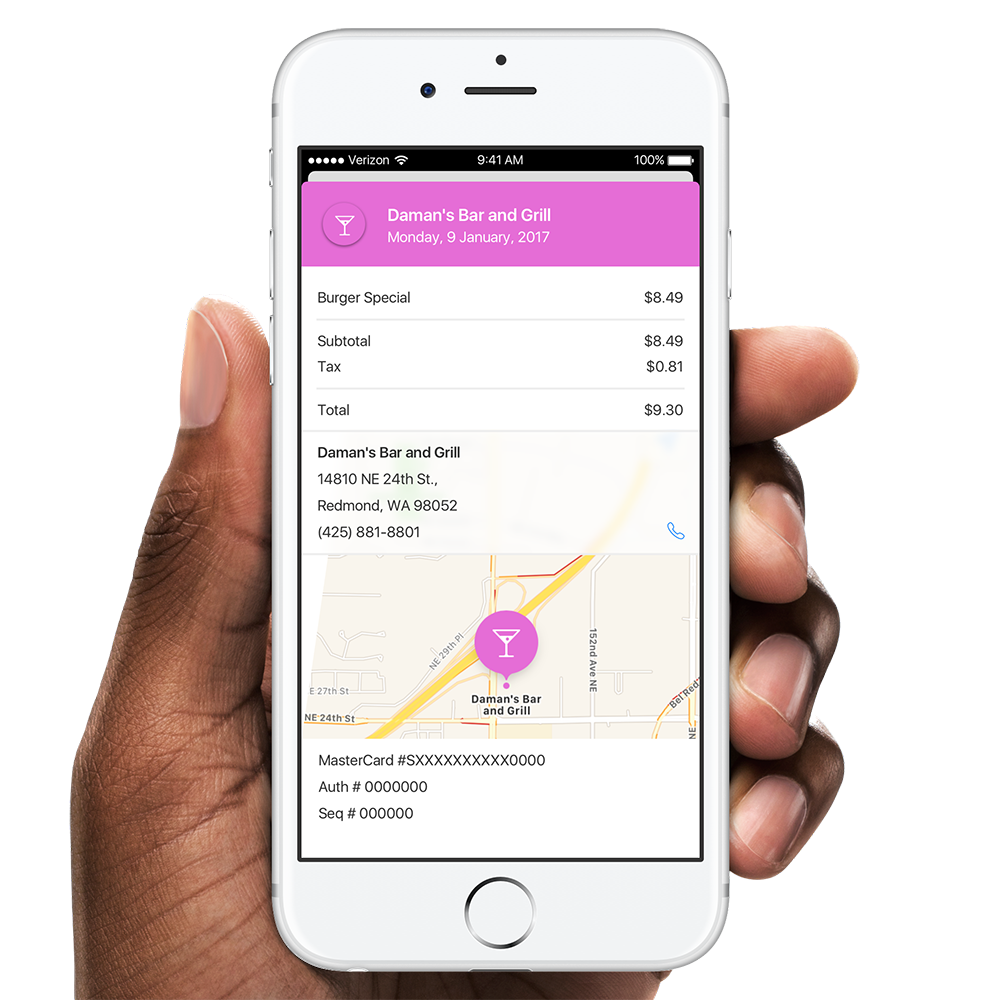 Verizon 9:41 AM 100%
Daman's Bar and Grill
Monday, 9 January, 2017
Burger Special $8.49
Subtotal $8.49
Tax $0.81
Total $9.30
Daman's Bar and Grill
14810 NE 24th St.,
Redmond, WA 98052
(425) 881-8801
NE 29th Pl
152nd Ave NE
E 27th St
Bel Red
Daman's Bar
and Grill
NE 24th St
NE
MasterCard #SXXXXXXXXXX0000
Auth # 0000000
Seq # 000000